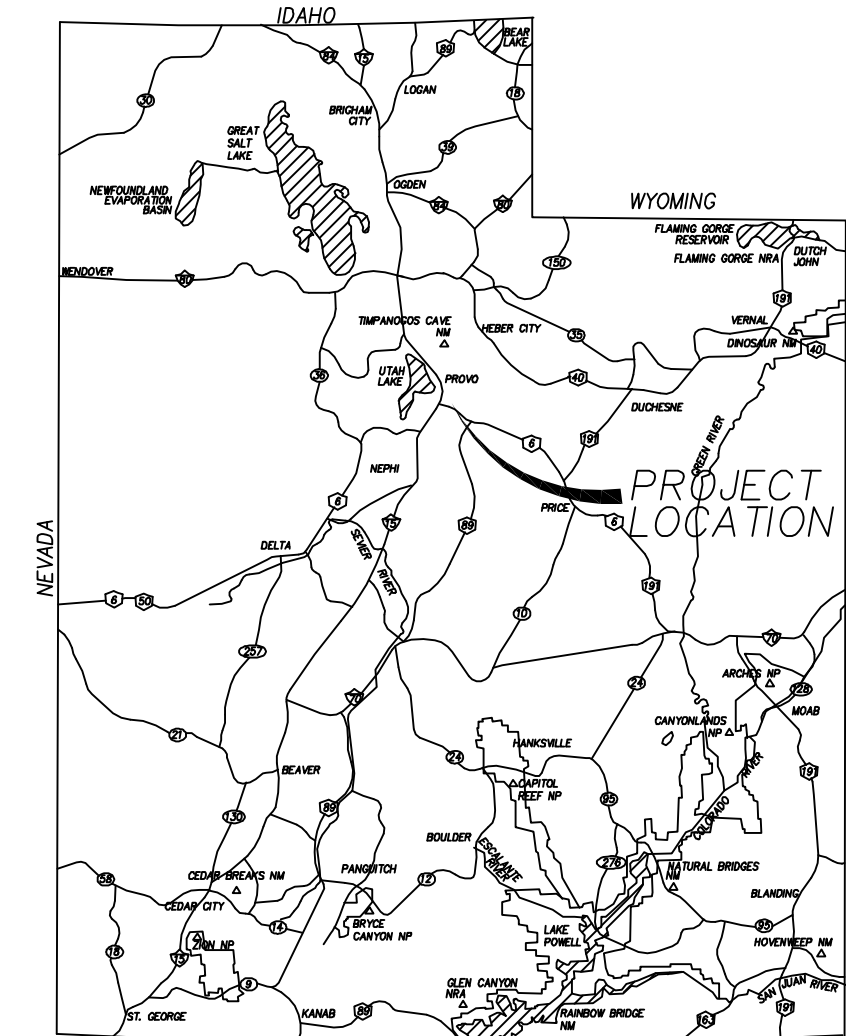 IDAHO
BEAR
LAKE
84
15
89
LOGAN
30
18
BRIGHAM
CITY
GREAT
SALT
LAKE
39
OGDEN
NEWFOUNDLAND
EVAPORATION
BASIN
84
80
WYOMING
FLAMING GORGE
RESERVOIR
FLAMING GORGE NRA
DUTCH
JOHN
WENDOVER
80
150
191
TIMPANOGOS CAVE
NM
HEBER CITY
35
VERNAL
DINOSAUR NM
40
36
UTAH
LAKE
PROVO
40
DUCHESNE
GREEN RIVER
6
191
NEPHI
PROJECT
LOCATION
6
PRICE
6
15
89
NEVADA
DELTA
SEVIER
RIVER
191
6
50
10
257
70
ARCHES NP
24
128
70
MOAB
CANYONLANDS
NP
21
HANKSVILLE
24
RIVER
BEAVER
191
CAPITOL
REEF NP
95
89
130
COLORADO
BOULDER
ESCALANTE
RIVER
276
NATURAL BRIDGES
NM
58
CEDAR BREAKS NM
PANGUITCH
12
BLANDING
CEDAR CITY
14
BRYCE
CANYON NP
95
LAKE
POWELL
HOVENWEEP NM
18
ZION NP
15
9
GLEN CANYON
NRA
SAN JUAN RIVER
ST. GEORGE
KANAB
89
RAINBOW BRIDGE
NM
163
191